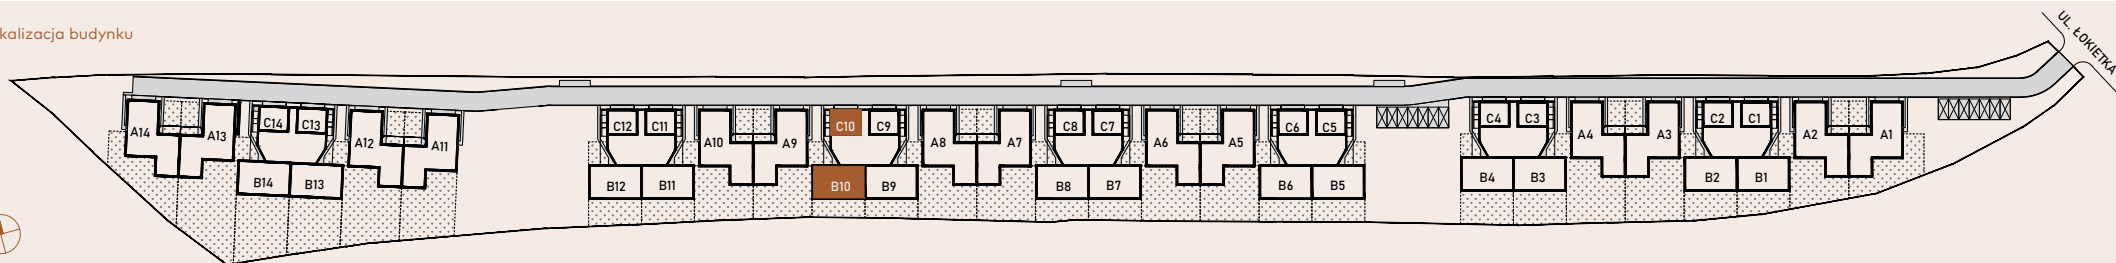 kalizacja budynku
UL. ŁOKIETKA
A14 A13 C14 C13 A12 A11 C12 C11 A10 A9 C10 C9 A8 A7 C8 C7 A6 A5 C6 C5 C4 C3 A4 A3 C2 C1 A2 A1
B14 B13 B12 B11 B10 B9 B8 B7 B6 B5 B4 B3 B2 B1